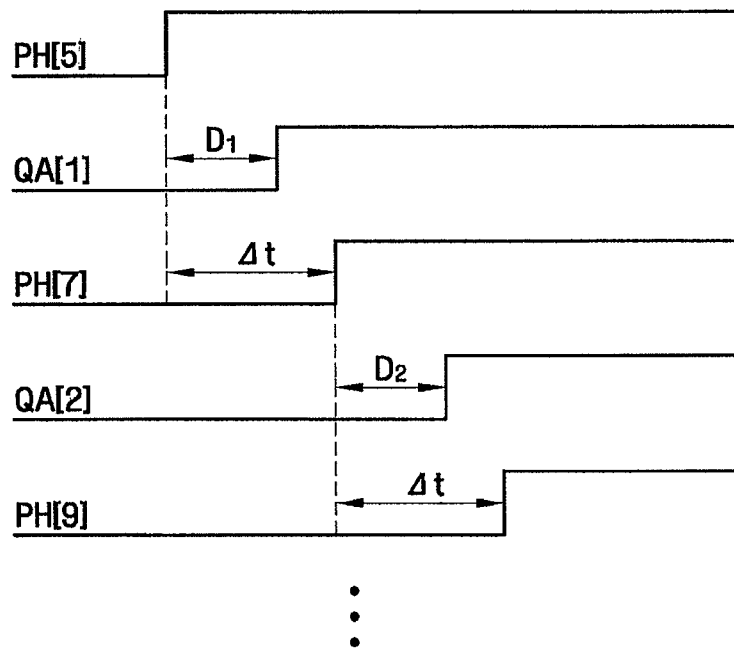 PH[5]
D1
QA[1]
Δt
PH[7]
D2
QA[2]
Δt
PH[9]